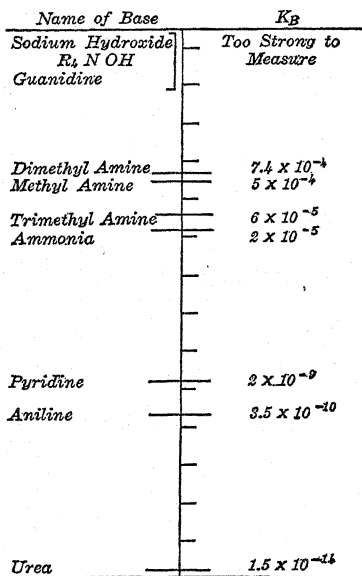 Name of Base K_B
Sodium Hydroxide Too Strong to
R₄ N OH Measure
Guanidine
Dimethyl Amine 7.4 X 10⁻⁴
Methyl Amine 5 X 10⁻⁴
Trimethyl Amine 6 X 10⁻⁵
Ammonia 2 X 10⁻⁵
Pyridine 2 X 10⁻⁹
Aniline 3.5 X 10⁻¹⁰
Urea 1.5 X 10⁻¹⁴